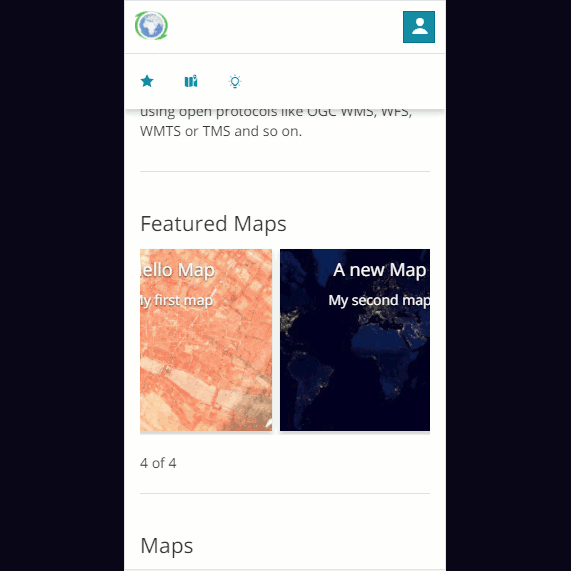 using open protocols like OGC WMS, WFS,
WMTS or TMS and so on.
Featured Maps
ello Map
My first map
A new Map
My second map
4 of 4
Maps